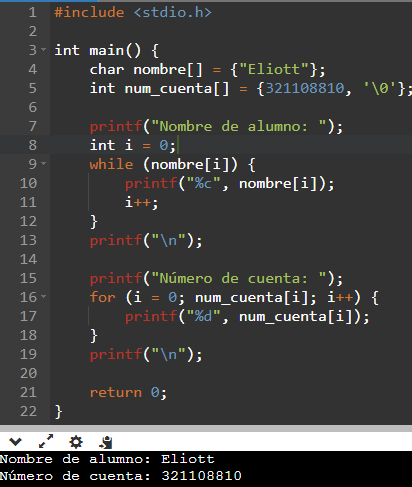 1 #include <stdio.h>
2
3 int main() {
4     char nombre[] = {"Eliott"};
5     int num_cuenta[] = {321108810, '\0'};
6
7     printf("Nombre de alumno: ");
8     int i = 0;
9     while (nombre[i]) {
10         printf("%c", nombre[i]);
11         i++;
12     }
13     printf("\n");
14
15     printf("Número de cuenta: ");
16     for (i = 0; num_cuenta[i]; i++) {
17         printf("%d", num_cuenta[i]);
18     }
19     printf("\n");
20
21     return 0;
22 }
Nombre de alumno: Eliott
Número de cuenta: 321108810